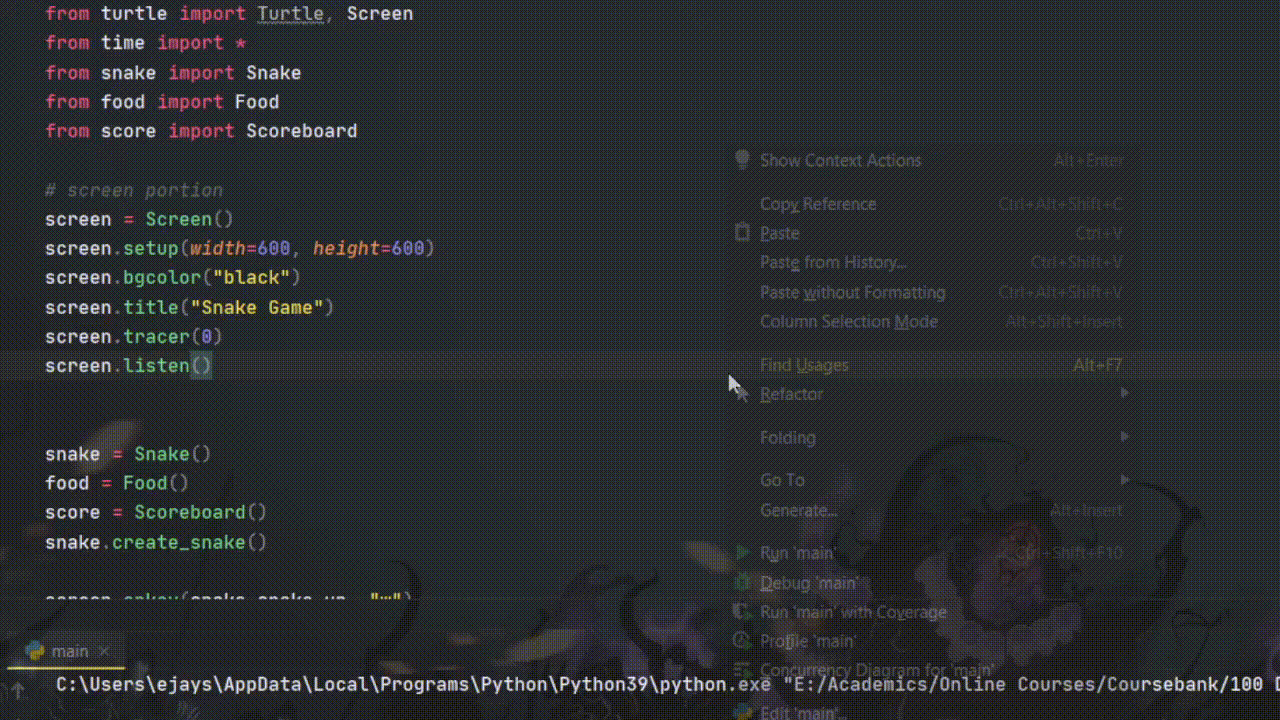 from turtle import Turtle, Screen
from time import *
from snake import Snake
from food import Food
from score import Scoreboard
# screen portion
screen = Screen()
screen.setup(width=600, height=600)
screen.bgcolor("black")
screen.title("Snake Game")
screen.tracer(0)
screen.listen()
snake = Snake()
food = Food()
score = Scoreboard()
snake.create_snake()
screen.onkey(snake.snake_up, "w")
Show Context Actions Alt+Enter
Copy Reference Ctrl+Alt+Shift+C
Paste Ctrl+V
Paste from History... Ctrl+Shift+V
Paste without Formatting Ctrl+Alt+Shift+V
Column Selection Mode Alt+Shift+Insert
Find Usages Alt+F7
Refactor
Folding
Go To
Generate... Alt+Insert
Run 'main' Ctrl+Shift+F10
Debug 'main'
Run 'main' with Coverage
Profile 'main'
Concurrency Diagram for 'main'
Edit 'main'...
main
C:\Users\ejays\AppData\Local\Programs\Python\Python39\python.exe "E:/Academics/Online Courses/Coursebank/100 D